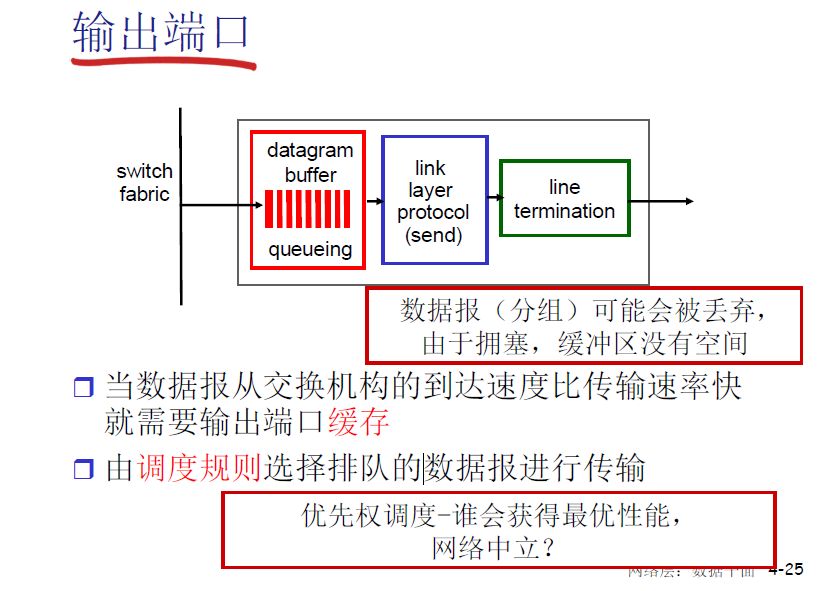 输出端口
switch
fabric
datagram
buffer
queueing
link
layer
protocol
(send)
line
termination
数据报（分组）可能会被丢弃，
由于拥塞，缓冲区没有空间
当数据报从交换机构的到达速度比传输速率快
就需要输出端口缓存
由调度规则选择排队的数据报进行传输
优先权调度-谁会获得最优性能，
网络中立？
网络层：数据平面 4-25